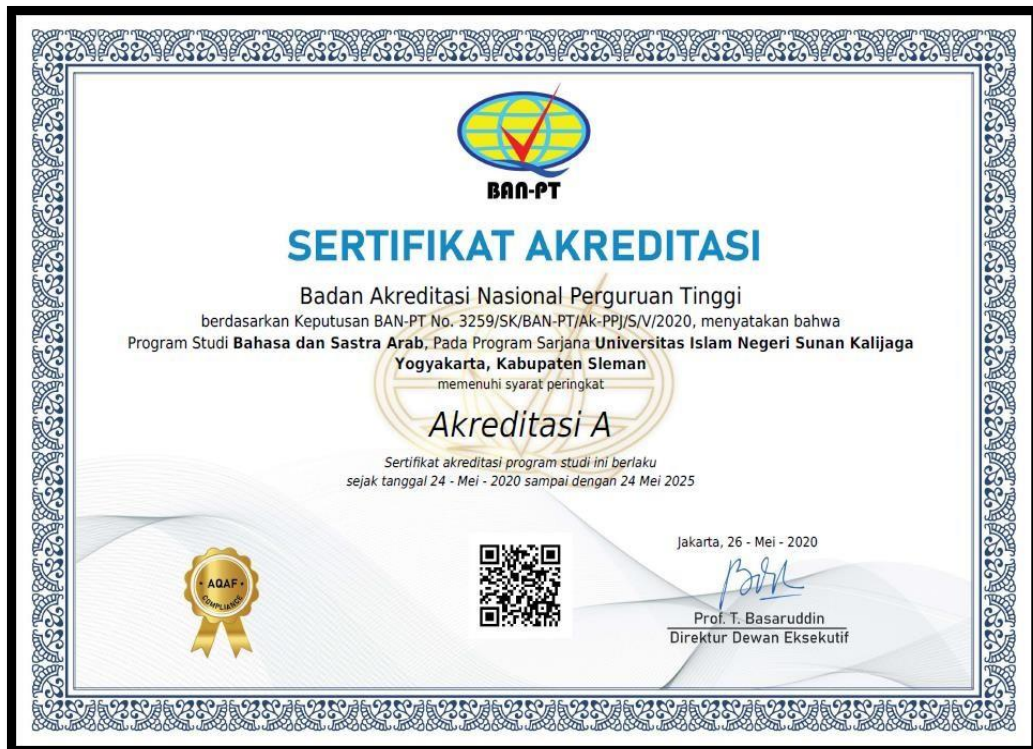 BAN-PT
SERTIFIKAT AKREDITASI
Badan Akreditasi Nasional Perguruan Tinggi
berdasarkan Keputusan BAN-PT No. 3259/SK/BAN-PT/Ak-PPJ/S/V/2020, menyatakan bahwa
Program Studi Bahasa dan Sastra Arab, Pada Program Sarjana Universitas Islam Negeri Sunan Kalijaga
Yogyakarta, Kabupaten Sleman
memenuhi syarat peringkat
Akreditasi A
Sertifikat akreditasi program studi ini berlaku
sejak tanggal 24 - Mei - 2020 sampai dengan 24 Mei 2025
AQAF
COMPLIANCE
Jakarta, 26 - Mei - 2020
Prof. T. Basaruddin
Direktur Dewan Eksekutif